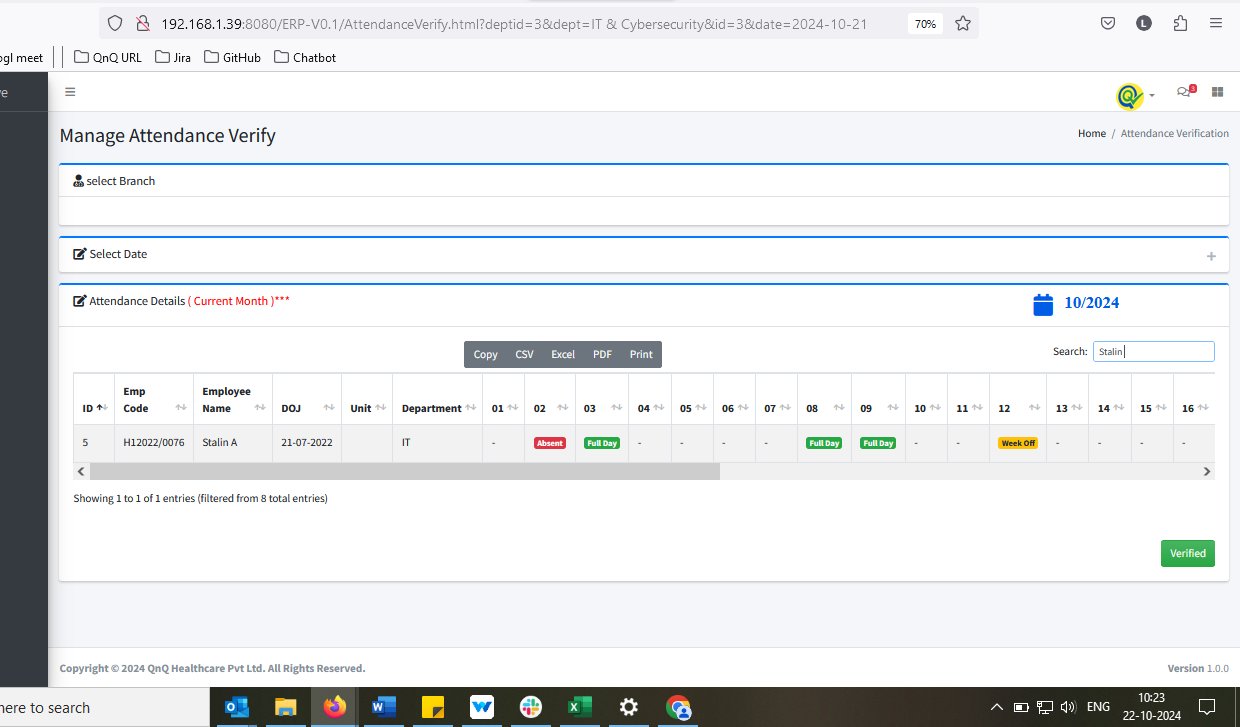 192.168.1.39:8080/ERP-V0.1/AttendanceVerify.html?deptid=3&dept=IT & Cybersecurity&id=3&date=2024-10-21
70%
L
ogl meet
QnQ URL
Jira
GitHub
Chatbot
3
Manage Attendance Verify
Home / Attendance Verification
select Branch
Select Date
+
Attendance Details ( Current Month )***
10/2024
Copy CSV Excel PDF Print
Search: Stalin
ID Emp Code Employee Name DOJ Unit Department 01 02 03 04 05 06 07 08 09 10 11 12 13 14 15 16
5 H12022/0076 Stalin A 21-07-2022 IT - Absent Full Day - - - - Full Day Full Day - - Week Off - - - -
Showing 1 to 1 of 1 entries (filtered from 8 total entries)
Verified
Copyright © 2024 QnQ Healthcare Pvt Ltd. All Rights Reserved.
Version 1.0.0
here to search
ENG
10:23
22-10-2024